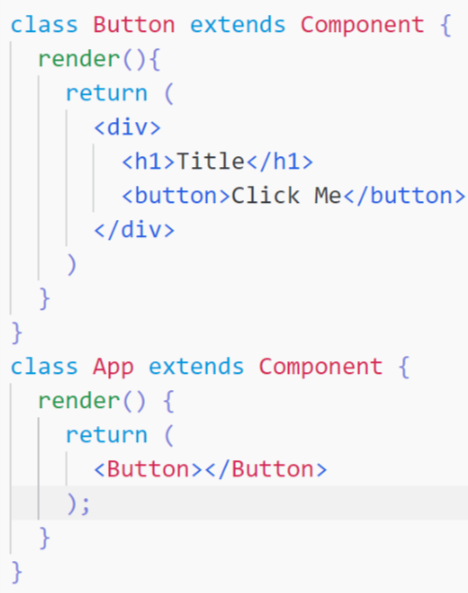 class Button extends Component {
  render(){
    return (
      <div>
        <h1>Title</h1>
        <button>Click Me</button>
      </div>
    )
  }
}
class App extends Component {
  render() {
    return (
      <Button></Button>
    );
  }
}